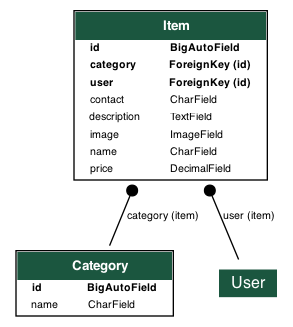 Item
id BigAutoField
category ForeignKey (id)
user ForeignKey (id)
contact CharField
description TextField
image ImageField
name CharField
price DecimalField
category (item) user (item)
Category
id BigAutoField
name CharField
User